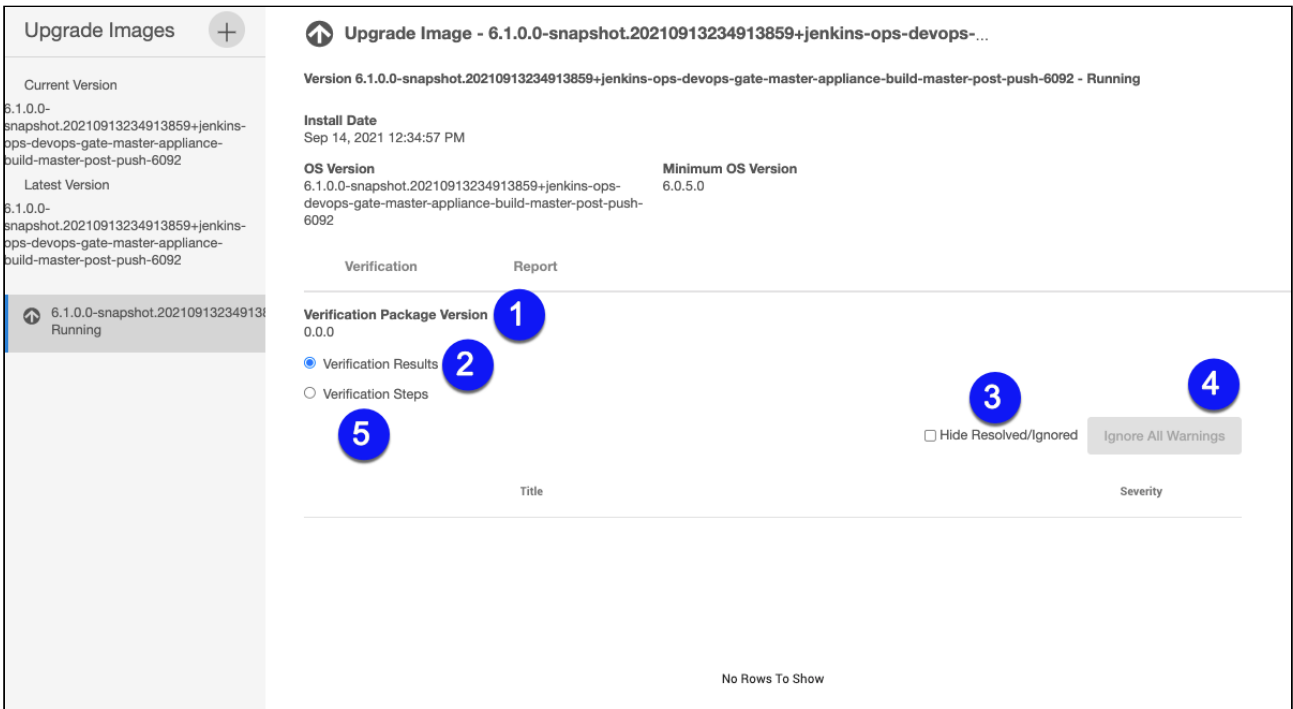 Upgrade Images
+
Current Version
6.1.0.0-
snapshot.20210913234913859+jenkins-
ops-devops-gate-master-appliance-
build-master-post-push-6092
Latest Version
6.1.0.0-
snapshot.20210913234913859+jenkins-
ops-devops-gate-master-appliance-
build-master-post-push-6092
6.1.0.0-snapshot.202109132349138
Running
Upgrade Image - 6.1.0.0-snapshot.20210913234913859+jenkins-ops-devops-...
Version 6.1.0.0-snapshot.20210913234913859+jenkins-ops-devops-gate-master-appliance-build-master-post-push-6092 - Running
Install Date
Sep 14, 2021 12:34:57 PM
OS Version
6.1.0.0-snapshot.20210913234913859+jenkins-ops-
devops-gate-master-appliance-build-master-post-push-
6092
Minimum OS Version
6.0.5.0
Verification Report
Verification Package Version 1
0.0.0
Verification Results 2
Verification Steps
5
3
4
Hide Resolved/Ignored Ignore All Warnings
Title Severity
No Rows To Show